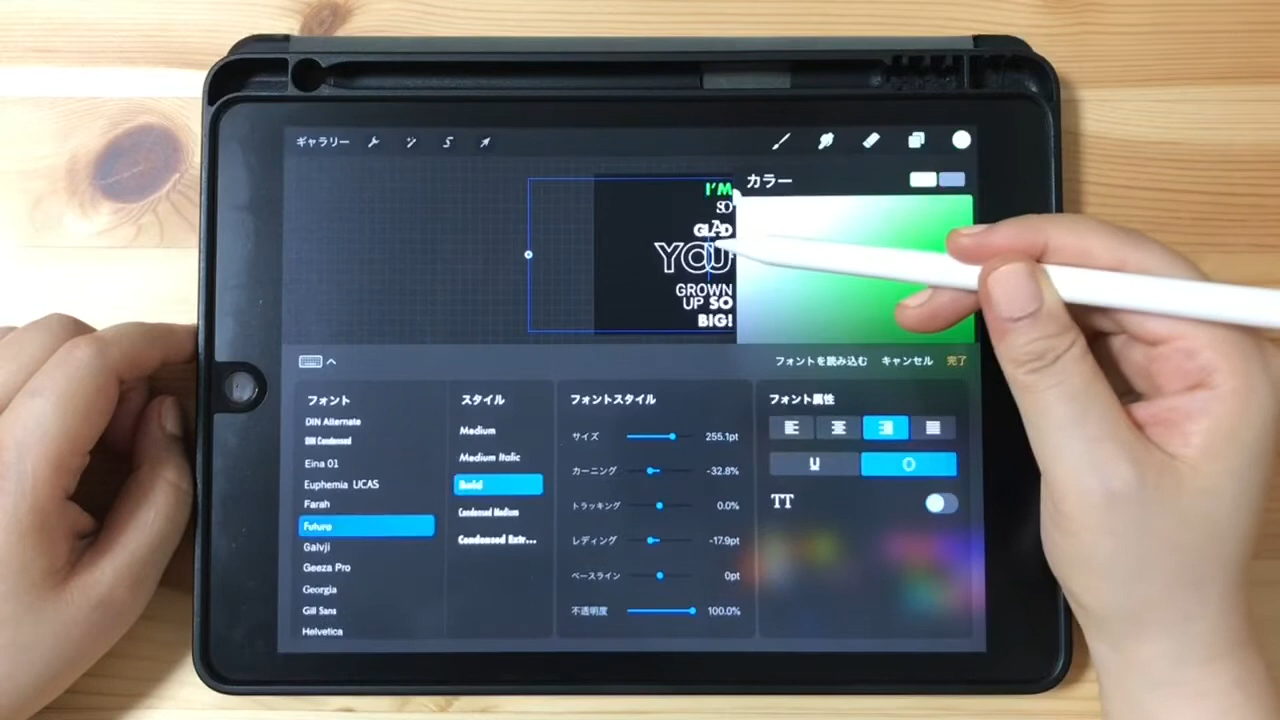 ギャラリー
カラー
I'M
SO
GLAD
YOU
GROWN
UP SO
BIG!
フォントを読み込む キャンセル 完了
フォント
DIN Alternate
DIN Condensed
Eina 01
Euphemia UCAS
Farah
Futura
Galvji
Geeza Pro
Georgia
Gill Sans
Helvetica
スタイル
Medium
Medium Italic
Bold
Condensed Medium
Condensed Extr...
フォントスタイル
サイズ 255.1pt
カーニング -32.8%
トラッキング 0.0%
レディング -17.9pt
ベースライン 0pt
不透明度 100.0%
フォント属性
U O
TT